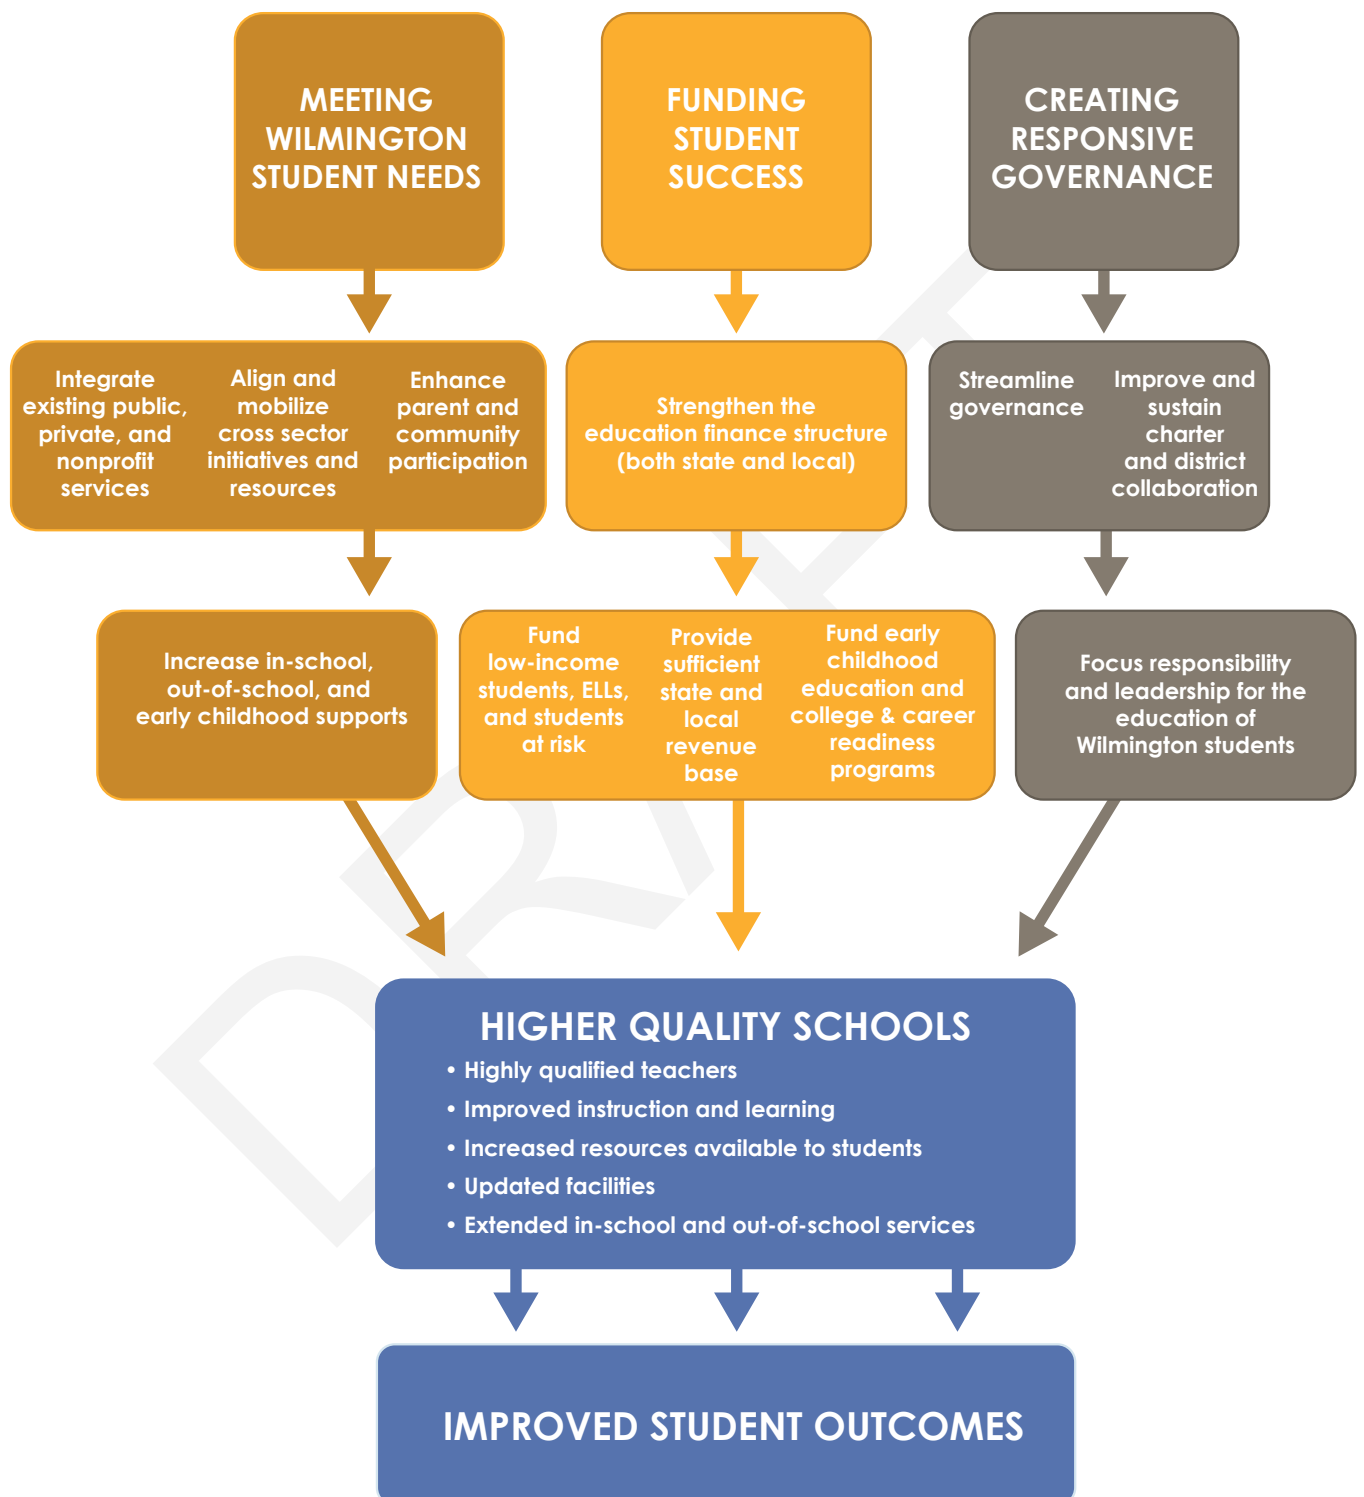 MEETING
WILMINGTON
STUDENT NEEDS
FUNDING
STUDENT
SUCCESS
CREATING
RESPONSIVE
GOVERNANCE
Integrate
existing public,
private, and
nonprofit
services
Align and
mobilize
cross sector
initiatives and
resources
Enhance
parent and
community
participation
Strengthen the
education finance structure
(both state and local)
Streamline
governance
Improve and
sustain
charter
and district
collaboration
Increase in-school,
out-of-school, and
early childhood supports
Fund
low-income
students, ELLs,
and students
at risk
Provide
sufficient
state and
local
revenue
base
Fund early
childhood
education and
college & career
readiness
programs
Focus responsibility
and leadership for the
education of
Wilmington students
DRAFT
HIGHER QUALITY SCHOOLS
• Highly qualified teachers
• Improved instruction and learning
• Increased resources available to students
• Updated facilities
• Extended in-school and out-of-school services
IMPROVED STUDENT OUTCOMES